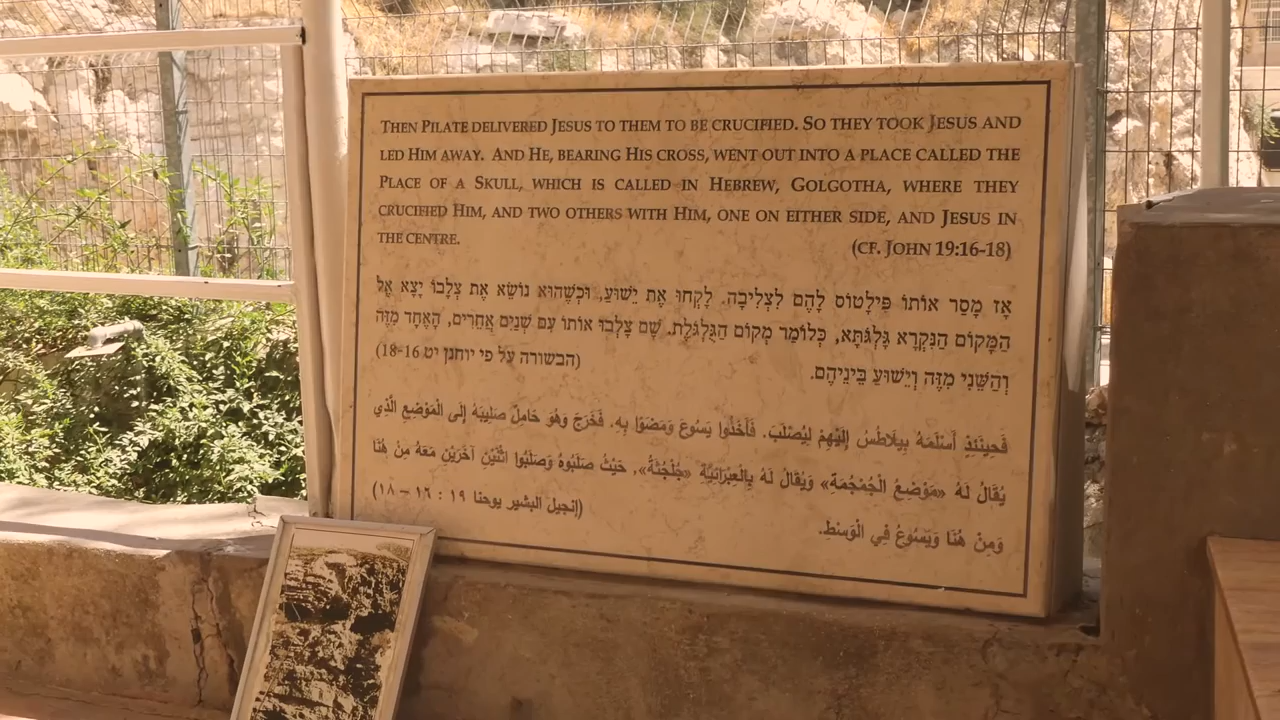 THEN PILATE DELIVERED JESUS TO THEM TO BE CRUCIFIED. SO THEY TOOK JESUS AND
LED HIM AWAY. AND HE, BEARING HIS CROSS, WENT OUT INTO A PLACE CALLED THE
PLACE OF A SKULL, WHICH IS CALLED IN HEBREW, GOLGOTHA, WHERE THEY
CRUCIFIED HIM, AND TWO OTHERS WITH HIM, ONE ON EITHER SIDE, AND JESUS IN
THE CENTRE. (CF. JOHN 19:16-18)
אָז מָסַר אוֹתוֹ פִּילָטוֹס לָהֶם לִצְלִיבָה. לָקְחוּ אֶת יֵשׁוּעַ, וּכְשֶׁהוּא נוֹשֵׂא אֶת צְלָבוֹ יָצָא אֶל
הַמָּקוֹם הַנִּקְרָא גָּלְגֹּתָּא, כְּלוֹמַר מְקוֹם הַגֻּלְגֹּלֶת. שָׁם צָלְבוּ אוֹתוֹ עִם שְׁנַיִם אֲחֵרִים, הָאֶחָד מִזֶּה
וְהַשֵּׁנִי מִזֶּה וְיֵשׁוּעַ בֵּינֵיהֶם. (הבשורה על פי יוחנן יט 16-18)
فَحِينَئِذٍ أَسْلَمَهُ بِيلَاطُسُ إِلَيْهِمْ لِيُصْلَبَ. فَأَخَذُوا يَسُوعَ وَمَضَوْا بِهِ. فَخَرَجَ وَهُوَ حَامِلٌ صَلِيبَهُ إِلَى الْمَوْضِعِ الَّذِي
يُقَالُ لَهُ «مَوْضِعُ الْجُمْجُمَةِ» وَيُقَالُ لَهُ بِالْعِبْرَانِيَّةِ «جُلْجُثَةُ»، حَيْثُ صَلَبُوهُ وَصَلَبُوا اثْنَيْنِ آخَرَيْنِ مَعَهُ مِنْ هُنَا
وَمِنْ هُنَا وَيَسُوعُ فِي الْوَسْطِ. (إنجيل البشير يوحنا ١٩ : ١٦ – ١٨)